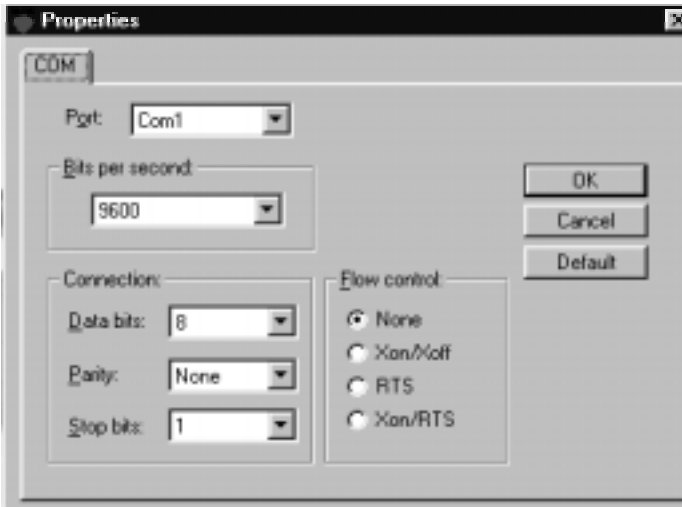 Properties
COM
Port: Com1
Bits per second:
9600
OK
Cancel
Default
Connection:
Data bits: 8
Parity: None
Stop bits: 1
Flow control:
None
Xon/Xoff
RTS
Xon/RTS